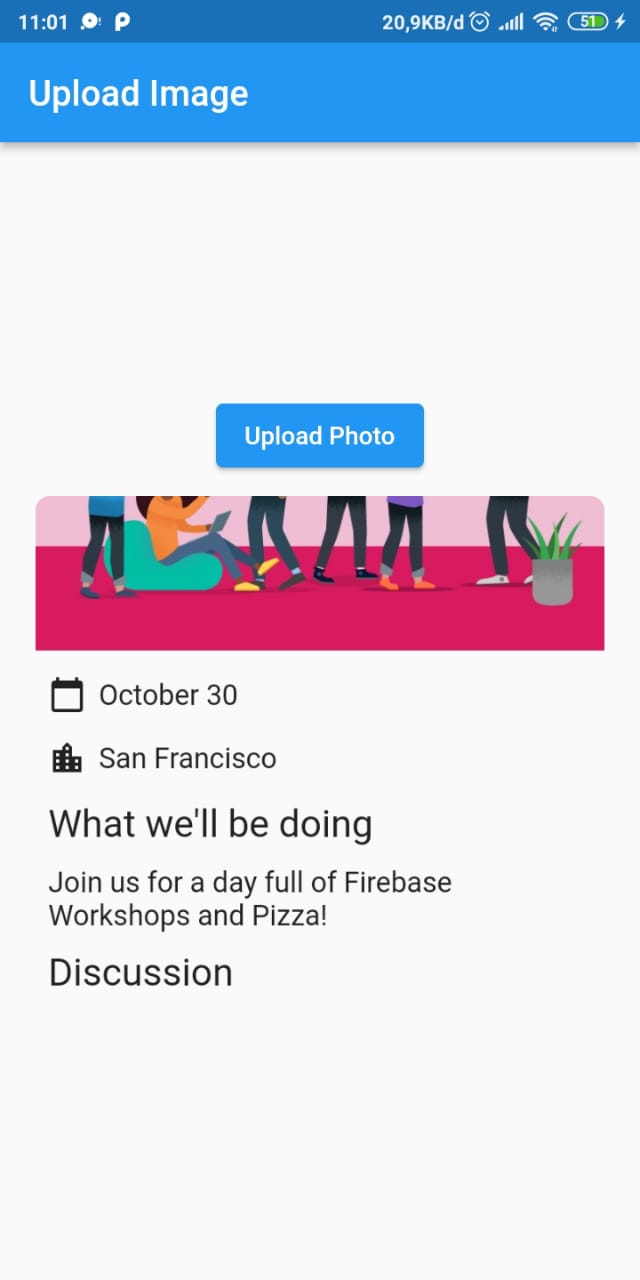 11:01 20,9KB/d 51
Upload Image
Upload Photo
October 30
San Francisco
What we'll be doing
Join us for a day full of Firebase
Workshops and Pizza!
Discussion